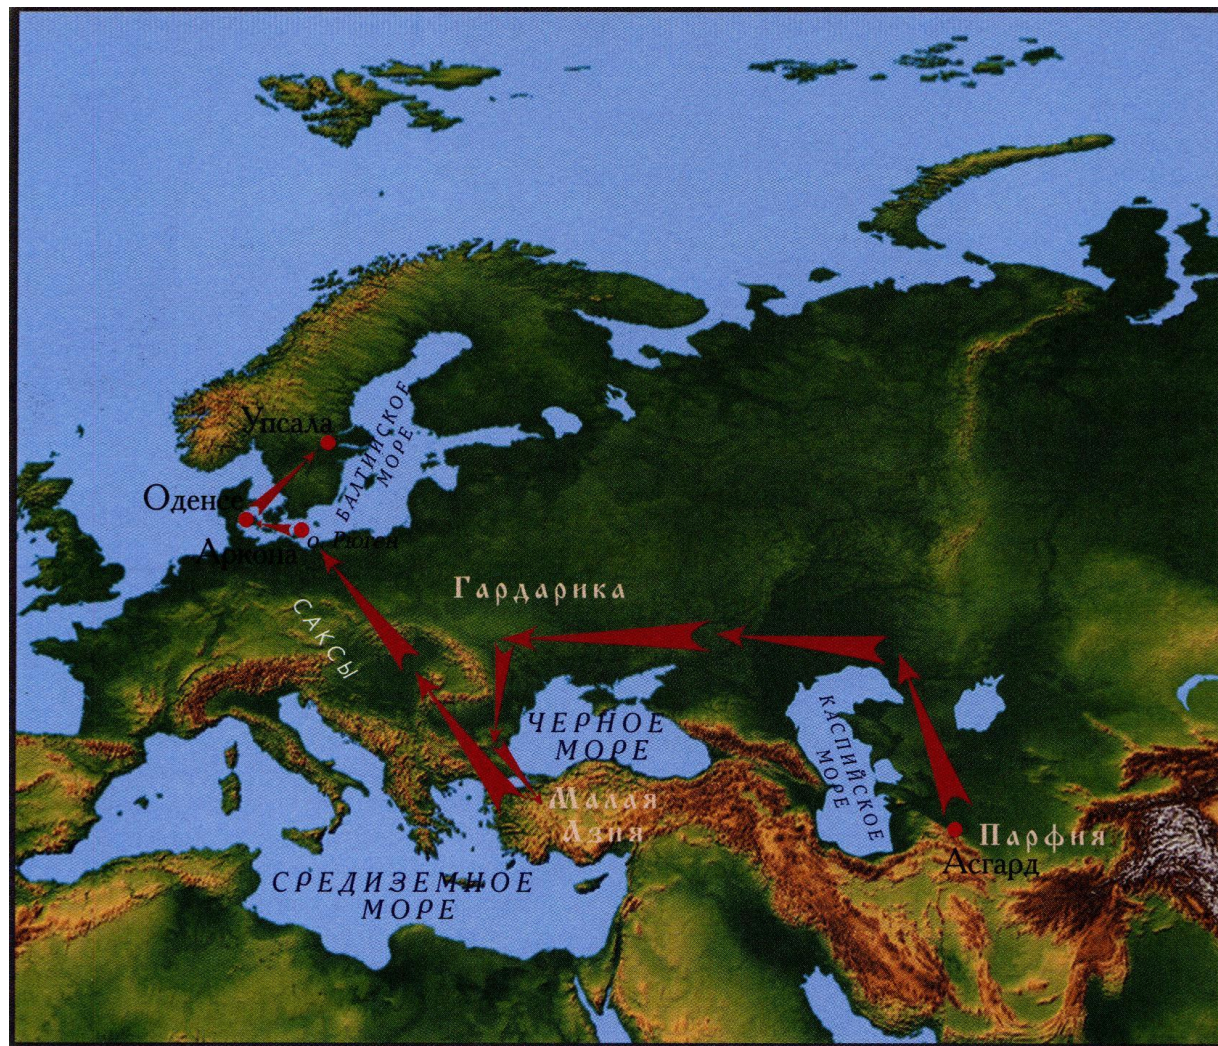 Упсала
БАЛТИЙСКОЕ
МОРЕ
Оденсе
о. Рюген
Аркона
Гардарика
САКСЫ
ЧЕРНОЕ
МОРЕ
КАСПИЙСКОЕ
МОРЕ
Малая
Азия
Парфия
Асгард
СРЕДИЗЕМНОЕ
МОРЕ